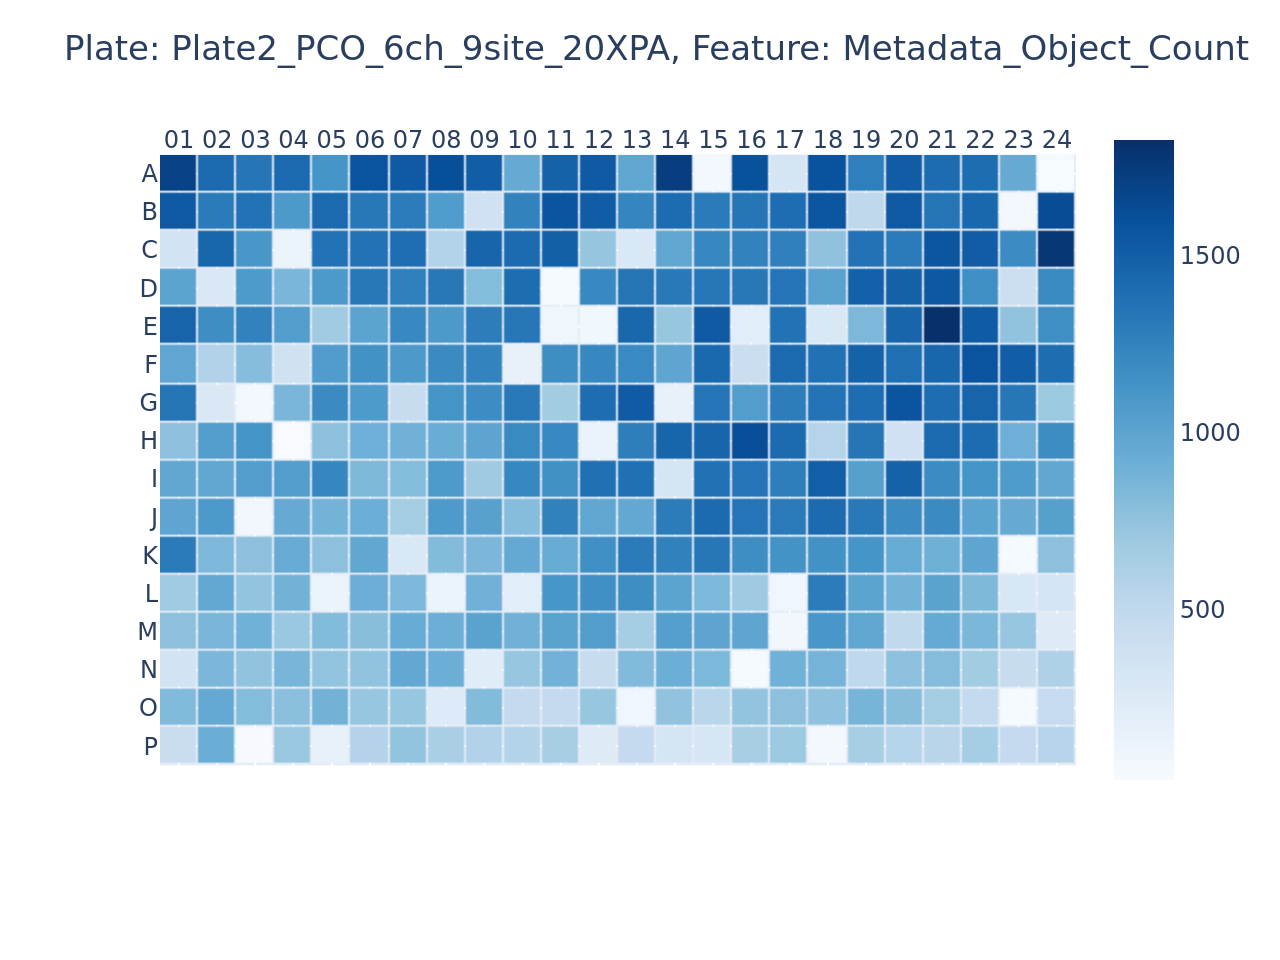 Plate: Plate2_PCO_6ch_9site_20XPA, Feature: Metadata_Object_Count
01 02 03 04 05 06 07 08 09 10 11 12 13 14 15 16 17 18 19 20 21 22 23 24
A
B
C
D
E
F
G
H
I
J
K
L
M
N
O
P
1500
1000
500